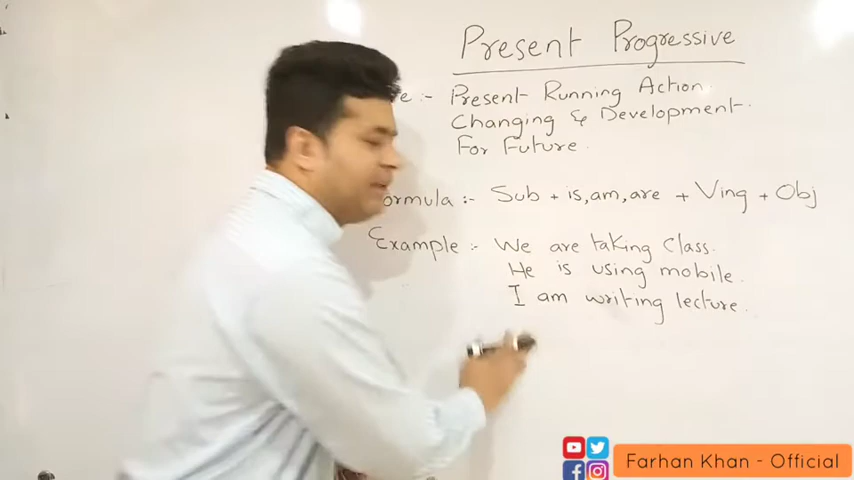 Present Progressive
:- Present Running Action.
Changing & Development.
For Future.
ormula :- Sub + is,am,are + Ving + Obj
Example :- We are taking Class.
He is using mobile.
I am writing lecture.
Farhan Khan - Official